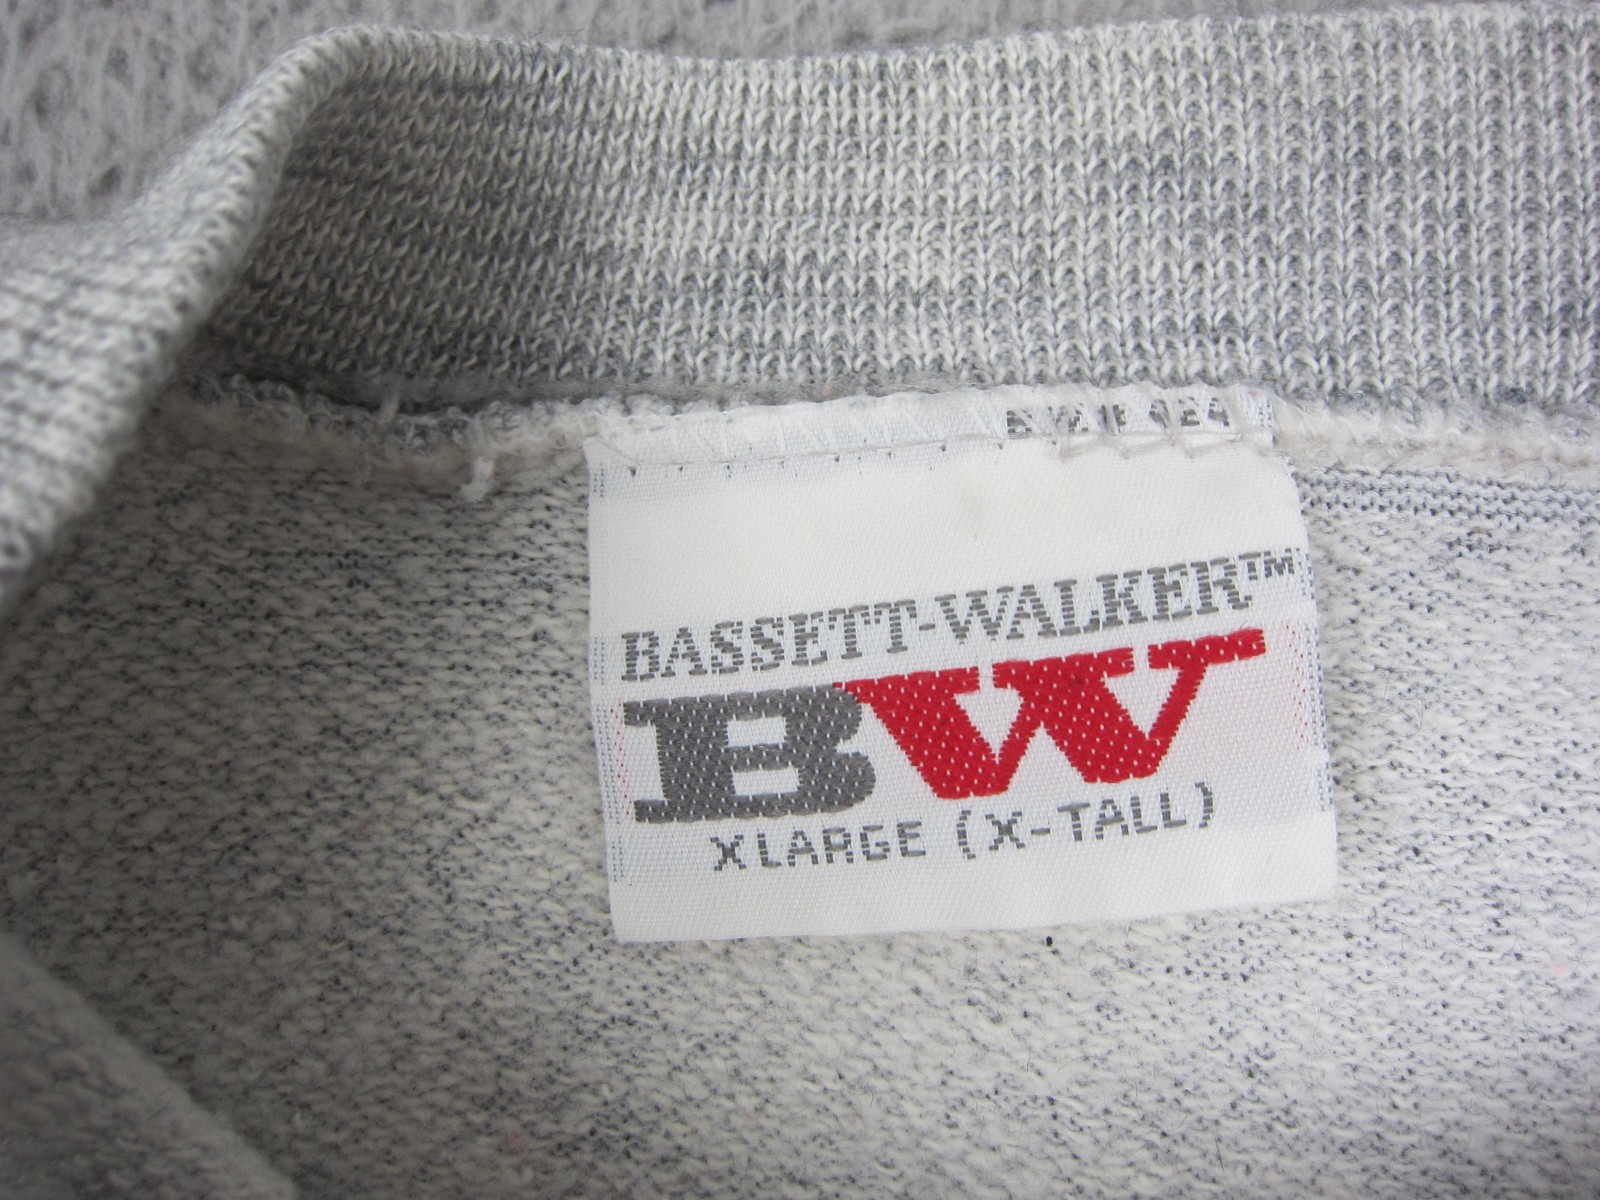 BASSETT-WALKER™
BW
XLARGE (X-TALL)